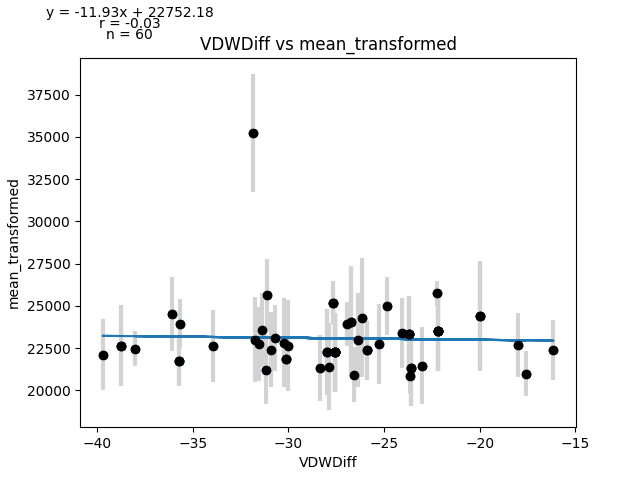 y = -11.93x + 22752.18
r = -0.03
n = 60
VDWDiff vs mean_transformed
37500
35000
32500
30000
27500
25000
22500
20000
mean_transformed
−40
−35
−30
−25
−20
−15
VDWDiff